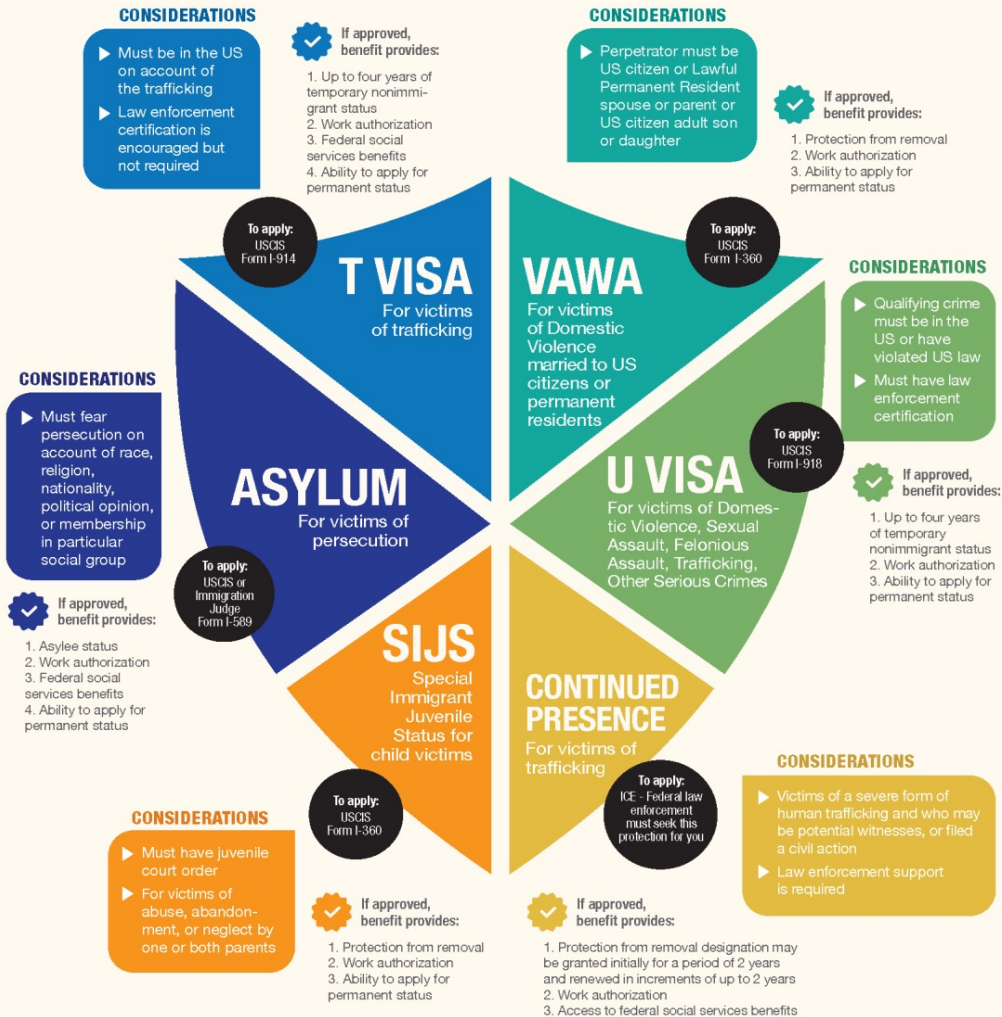 CONSIDERATIONS
Must be in the US
on account of
the trafficking
Law enforcement
certification is
encouraged but
not required
If approved,
benefit provides:
1. Up to four years of
temporary nonimmi-
grant status
2. Work authorization
3. Federal social
services benefits
4. Ability to apply for
permanent status
To apply:
USCIS
Form I-914
T VISA
For victims
of trafficking
CONSIDERATIONS
Perpetrator must be
US citizen or Lawful
Permanent Resident
spouse or parent or
US citizen adult son
or daughter
If approved,
benefit provides:
1. Protection from removal
2. Work authorization
3. Ability to apply for
permanent status
To apply:
USCIS
Form I-360
VAWA
For victims
of Domestic
Violence
married to US
citizens or
permanent
residents
CONSIDERATIONS
Qualifying crime
must be in the
US or have
violated US law
Must have law
enforcement
certification
To apply:
USCIS
Form I-918
If approved,
benefit provides:
1. Up to four years
of temporary
nonimmigrant status
2. Work authorization
3. Ability to apply for
permanent status
U VISA
For victims of Domes-
tic Violence, Sexual
Assault, Felonious
Assault, Trafficking,
Other Serious Crimes
CONSIDERATIONS
Must fear
persecution on
account of race,
religion,
nationality,
political opinion,
or membership
in particular
social group
ASYLUM
For victims of
persecution
To apply:
USCIS or
Immigration
Judge
Form I-589
If approved,
benefit provides:
1. Asylee status
2. Work authorization
3. Federal social
services benefits
4. Ability to apply for
permanent status
SIJS
Special
Immigrant
Juvenile
Status for
child victims
To apply:
USCIS
Form I-360
CONSIDERATIONS
Must have juvenile
court order
For victims of
abuse, abandon-
ment, or neglect by
one or both parents
If approved,
benefit provides:
1. Protection from removal
2. Work authorization
3. Ability to apply for
permanent status
CONTINUED
PRESENCE
For victims of
trafficking
To apply:
ICE - Federal law
enforcement
must seek this
protection for you
CONSIDERATIONS
Victims of a severe form of
human trafficking and who may
be potential witnesses, or filed
a civil action
Law enforcement support
is required
If approved,
benefit provides:
1. Protection from removal designation may
be granted initially for a period of 2 years
and renewed in increments of up to 2 years
2. Work authorization
3. Access to federal social services benefits